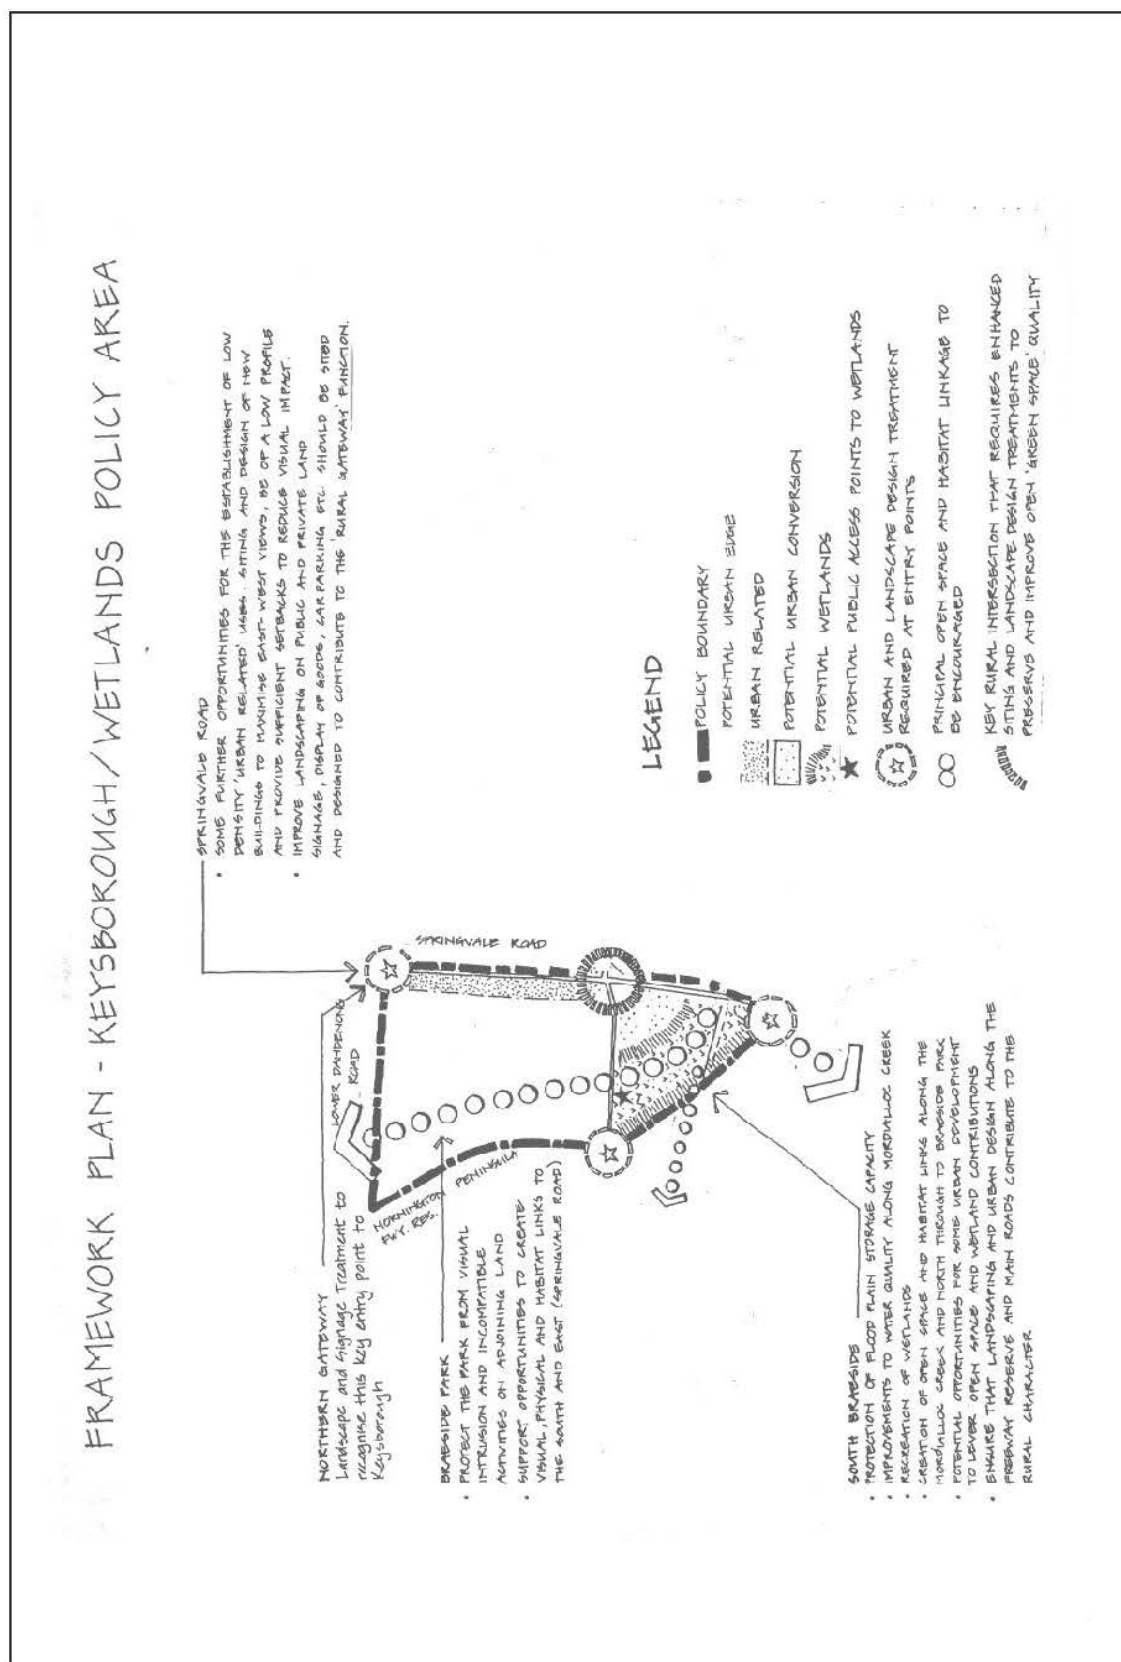 FRAMEWORK PLAN - KEYSBOROUGH/WETLANDS POLICY AREA
SPRINGVALE ROAD
• SOME FURTHER OPPORTUNITIES FOR THE ESTABLISHMENT OF LOW
DENSITY 'URBAN RELATED' USES. SITING AND DESIGN OF NEW
BUILDINGS TO MAXIMISE EAST-WEST VIEWS, BE OF A LOW PROFILE
AND PROVIDE SUFFICIENT SETBACKS TO REDUCE VISUAL IMPACT.
• IMPROVE LANDSCAPING ON PUBLIC AND PRIVATE LAND
SIGNAGE, DISPLAY OF GOODS, CARPARKING ETC. SHOULD BE SITED
AND DESIGNED TO CONTRIBUTE TO THE 'RURAL GATEWAY' FUNCTION.
NORTHERN GATEWAY
Landscape and Signage Treatment to
recognise this key entry point to
Keysborough
BRAESIDE PARK
• PROTECT THE PARK FROM VISUAL
INTRUSION AND INCOMPATIBLE
ACTIVITIES ON ADJOINING LAND
• SUPPORT OPPORTUNITIES TO CREATE
VISUAL, PHYSICAL AND HABITAT LINKS TO
THE SOUTH AND EAST (SPRINGVALE ROAD)
LOWER DANDENONG
ROAD
SPRINGVALE ROAD
MORNINGTON PENINSULA
FWY. RES.
SOUTH BRAESIDE
• PROTECTION OF FLOOD PLAIN STORAGE CAPACITY
• IMPROVEMENTS TO WATER QUALITY ALONG MORDIALLOC CREEK
• RECREATION OF WETLANDS
• CREATION OF OPEN SPACE AND HABITAT LINKS ALONG THE
MORDIALLOC CREEK AND NORTH THROUGH TO BRAESIDE PARK
• POTENTIAL OPPORTUNITIES FOR SOME URBAN DEVELOPMENT
TO LEVER OPEN SPACE AND WETLAND CONTRIBUTIONS
• ENSURE THAT LANDSCAPING AND URBAN DESIGN ALONG THE
FREEWAY RESERVE AND MAIN ROADS CONTRIBUTE TO THE
RURAL CHARACTER
LEGEND
POLICY BOUNDARY
POTENTIAL URBAN EDGE
URBAN RELATED
POTENTIAL URBAN CONVERSION
POTENTIAL WETLANDS
POTENTIAL PUBLIC ACCESS POINTS TO WETLANDS
URBAN AND LANDSCAPE DESIGN TREATMENT
REQUIRED AT ENTRY POINTS
PRINCIPAL OPEN SPACE AND HABITAT LINKAGE TO
BE ENCOURAGED
KEY RURAL INTERSECTION THAT REQUIRES ENHANCED
SITING AND LANDSCAPE DESIGN TREATMENTS TO
PRESERVE AND IMPROVE OPEN 'GREEN SPACE' QUALITY